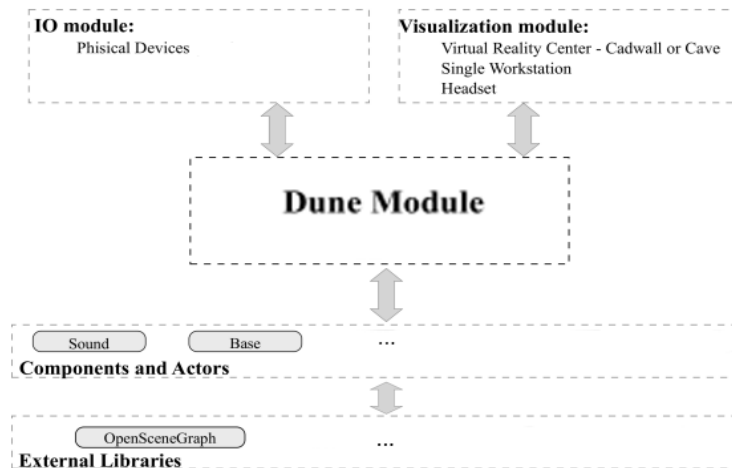 IO module:
Phisical Devices
Visualization module:
Virtual Reality Center - Cadwall or Cave
Single Workstation
Headset
Dune Module
Sound
Base
...
Components and Actors
OpenSceneGraph
...
External Libraries